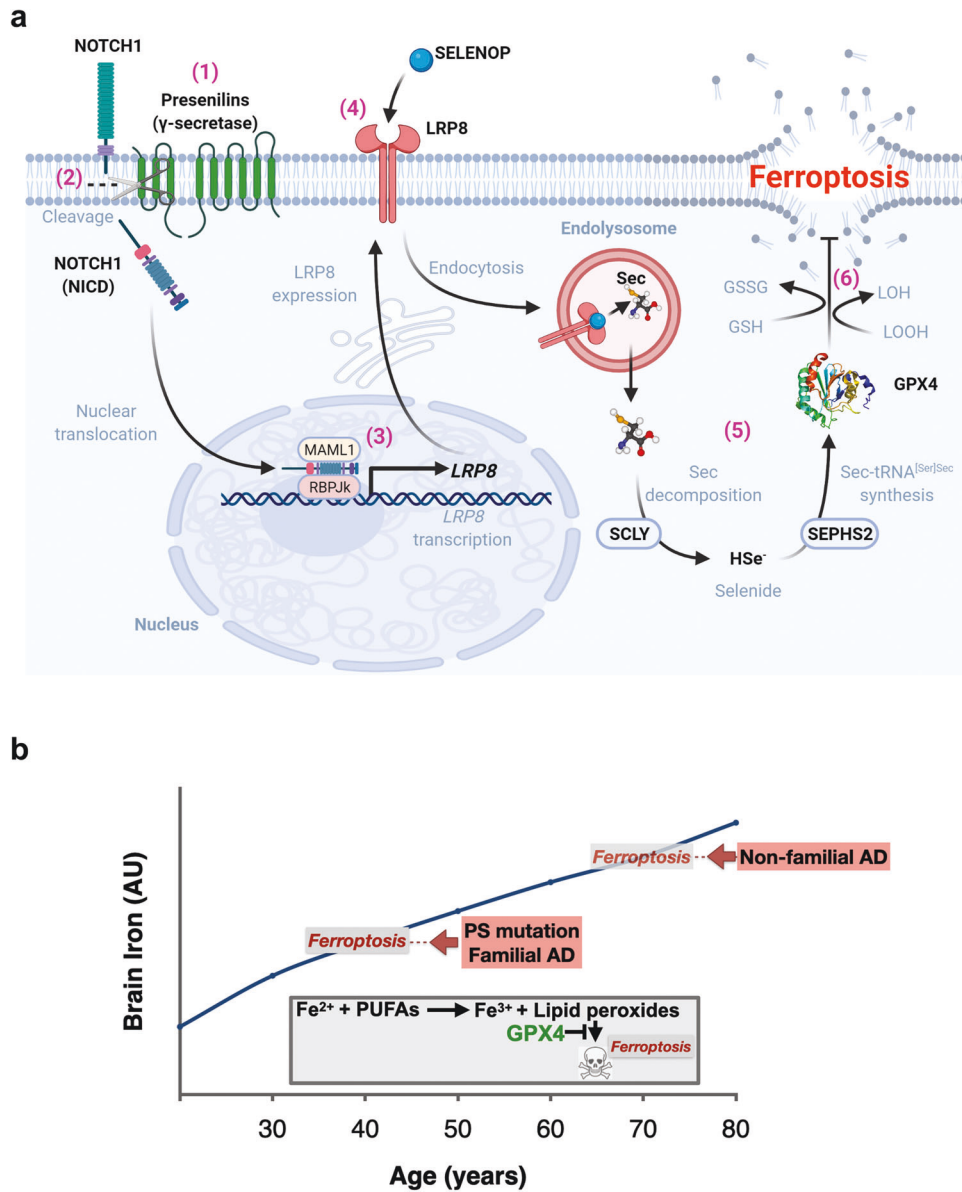 a
NOTCH1
(1)
Presenilins
(γ-secretase)
SELENOP
(4)
LRP8
(2)
Cleavage
NOTCH1
(NICD)
Ferroptosis
LRP8
expression
Endocytosis
Endolysosome
Sec
GSSG
GSH
(6)
LOH
LOOH
GPX4
Nuclear
translocation
MAML1
(3)
RBPJk
LRP8
LRP8
transcription
Nucleus
(5)
Sec
decomposition
Sec-tRNA[Ser]Sec
synthesis
SCLY
HSe-
SEPHS2
Selenide
b
Brain Iron (AU)
Ferroptosis
Non-familial AD
Ferroptosis
PS mutation
Familial AD
Fe2+ + PUFAs
Fe3+ + Lipid peroxides
GPX4
Ferroptosis
30 40 50 60 70 80
Age (years)